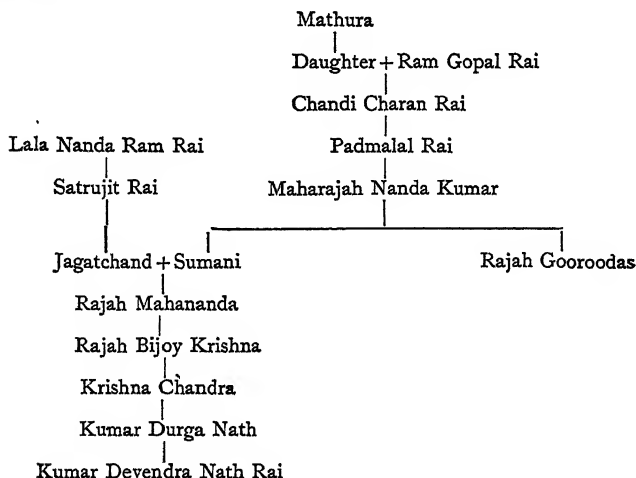 Mathura
Daughter + Ram Gopal Rai
Chandi Charan Rai
Lala Nanda Ram Rai Padmalal Rai
Satrujit Rai Maharajah Nanda Kumar
Jagatchand + Sumani Rajah Gooroodas
Rajah Mahananda
Rajah Bijoy Krishna
Krishna Chandra
Kumar Durga Nath
Kumar Devendra Nath Rai